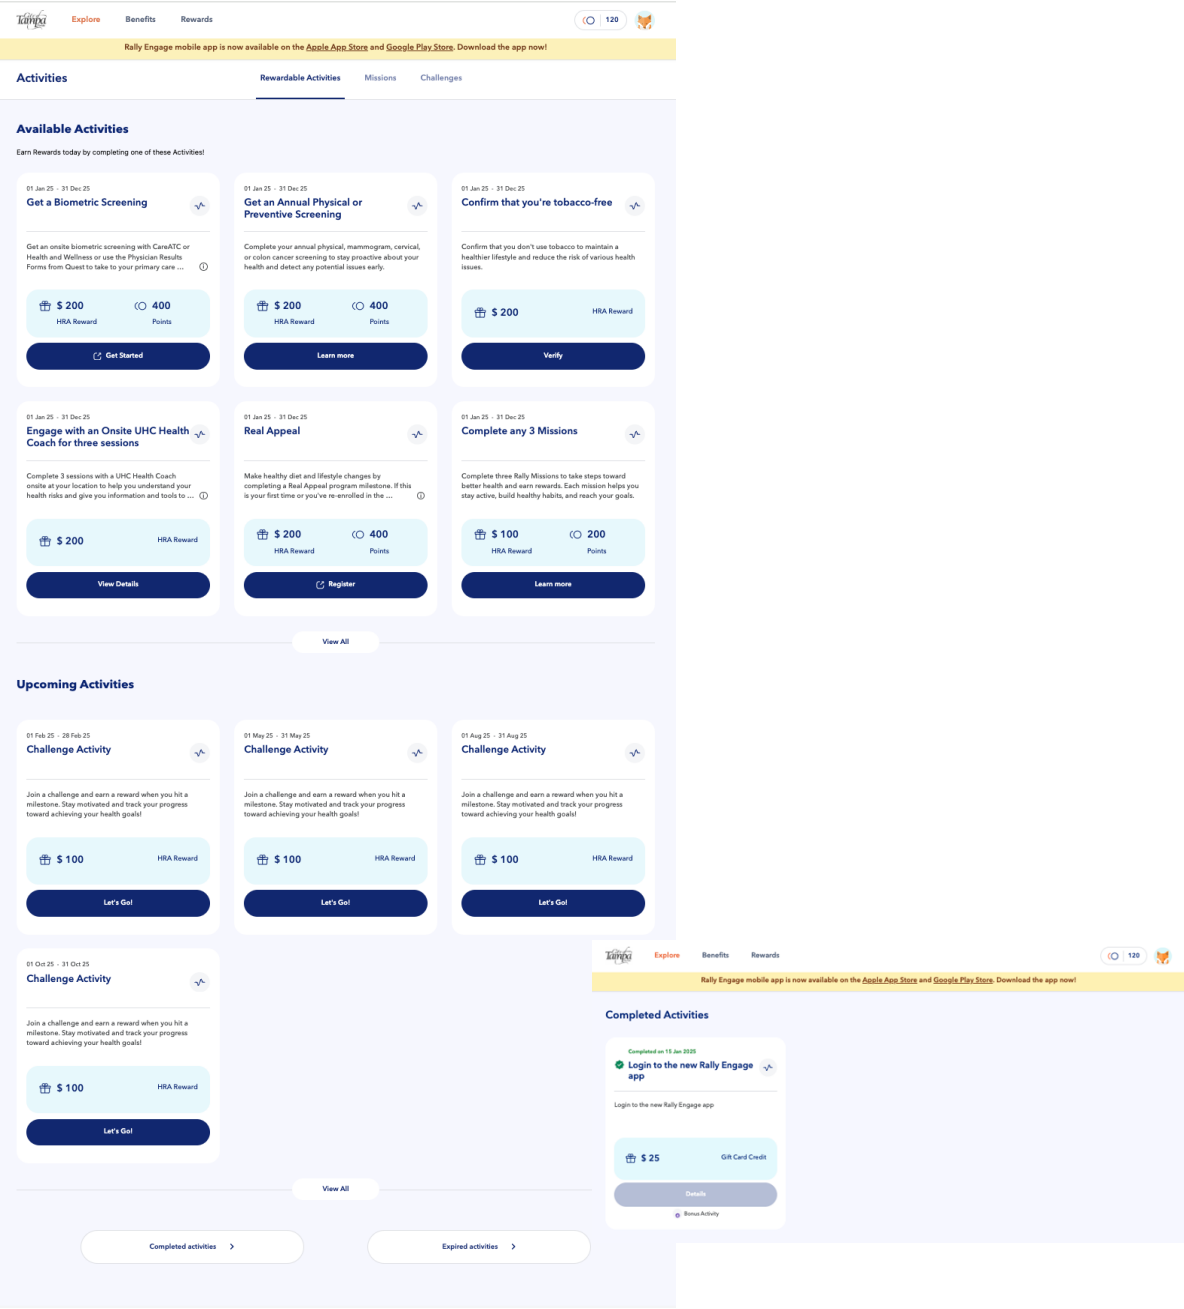 Tampa
Explore
Benefits
Rewards
120
Rally Engage mobile app is now available on the Apple App Store and Google Play Store. Download the app now!
Activities
Rewardable Activities
Missions
Challenges
Available Activities
Earn Rewards today by completing one of these Activities!
01 Jan 25 - 31 Dec 25
Get a Biometric Screening
Get an onsite biometric screening with CareATC or
Health and Wellness or use the Physician Results
Forms from Quest to take to your primary care ...
$ 200
HRA Reward
400
Points
Get Started
01 Jan 25 - 31 Dec 25
Get an Annual Physical or
Preventive Screening
Complete your annual physical, mammogram, cervical,
or colon cancer screening to stay proactive about your
health and detect any potential issues early.
$ 200
HRA Reward
400
Points
Learn more
01 Jan 25 - 31 Dec 25
Confirm that you're tobacco-free
Confirm that you don't use tobacco to maintain a
healthier lifestyle and reduce the risk of various health
issues.
$ 200
HRA Reward
Verify
01 Jan 25 - 31 Dec 25
Engage with an Onsite UHC Health
Coach for three sessions
Complete 3 sessions with a UHC Health Coach
onsite at your location to help you understand your
health risks and give you information and tools to ...
$ 200
HRA Reward
View Details
01 Jan 25 - 31 Dec 25
Real Appeal
Make healthy diet and lifestyle changes by
completing a Real Appeal program milestone. If this
is your first time or you've re-enrolled in the ...
$ 200
HRA Reward
400
Points
Register
01 Jan 25 - 31 Dec 25
Complete any 3 Missions
Complete three Rally Missions to take steps toward
better health and earn rewards. Each mission helps you
stay active, build healthy habits, and reach your goals.
$ 100
HRA Reward
200
Points
Learn more
View All
Upcoming Activities
01 Feb 25 - 28 Feb 25
Challenge Activity
Join a challenge and earn a reward when you hit a
milestone. Stay motivated and track your progress
toward achieving your health goals!
$ 100
HRA Reward
Let's Go!
01 May 25 - 31 May 25
Challenge Activity
Join a challenge and earn a reward when you hit a
milestone. Stay motivated and track your progress
toward achieving your health goals!
$ 100
HRA Reward
Let's Go!
01 Aug 25 - 31 Aug 25
Challenge Activity
Join a challenge and earn a reward when you hit a
milestone. Stay motivated and track your progress
toward achieving your health goals!
$ 100
HRA Reward
Let's Go!
01 Oct 25 - 31 Oct 25
Challenge Activity
Join a challenge and earn a reward when you hit a
milestone. Stay motivated and track your progress
toward achieving your health goals!
$ 100
HRA Reward
Let's Go!
View All
Completed activities
Expired activities
Tampa
Explore
Benefits
Rewards
120
Rally Engage mobile app is now available on the Apple App Store and Google Play Store. Download the app now!
Completed Activities
Completed on 15 Jan 2025
Login to the new Rally Engage
app
Login to the new Rally Engage app
$ 25
Gift Card Credit
Details
Bonus Activity